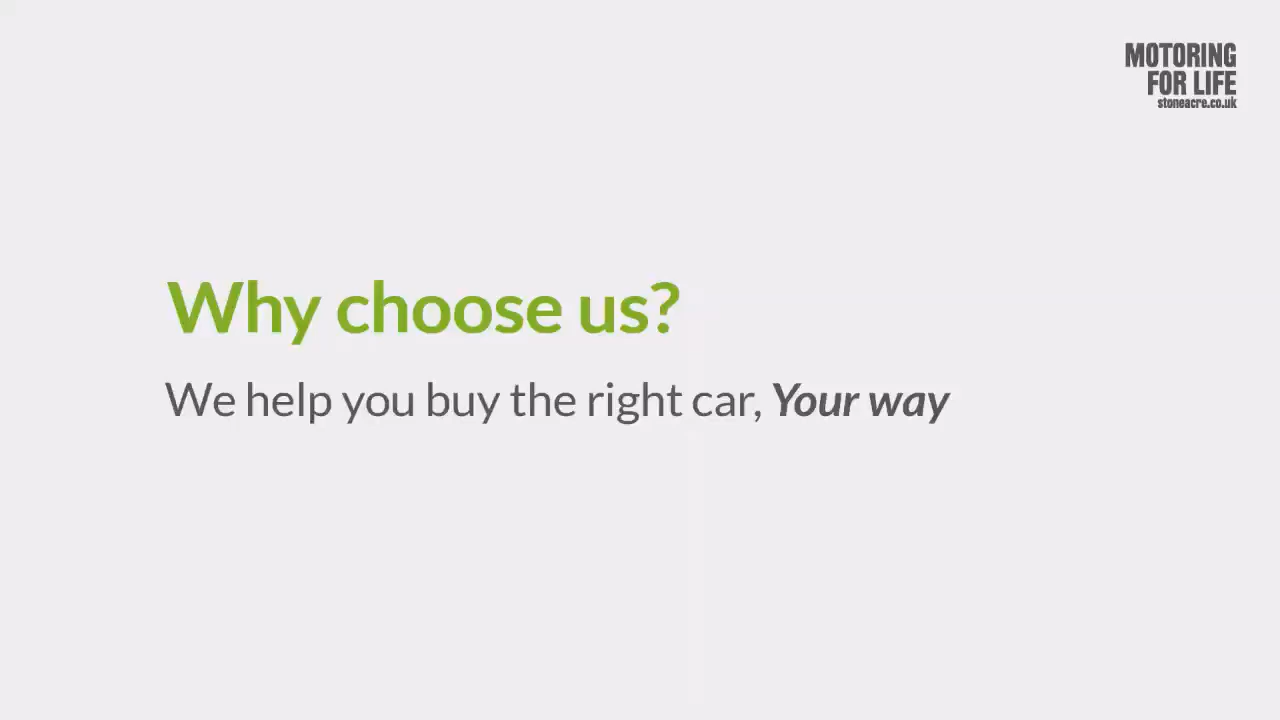 MOTORING
FOR LIFE
stoneacre.co.uk
Why choose us?
We help you buy the right car, Your way